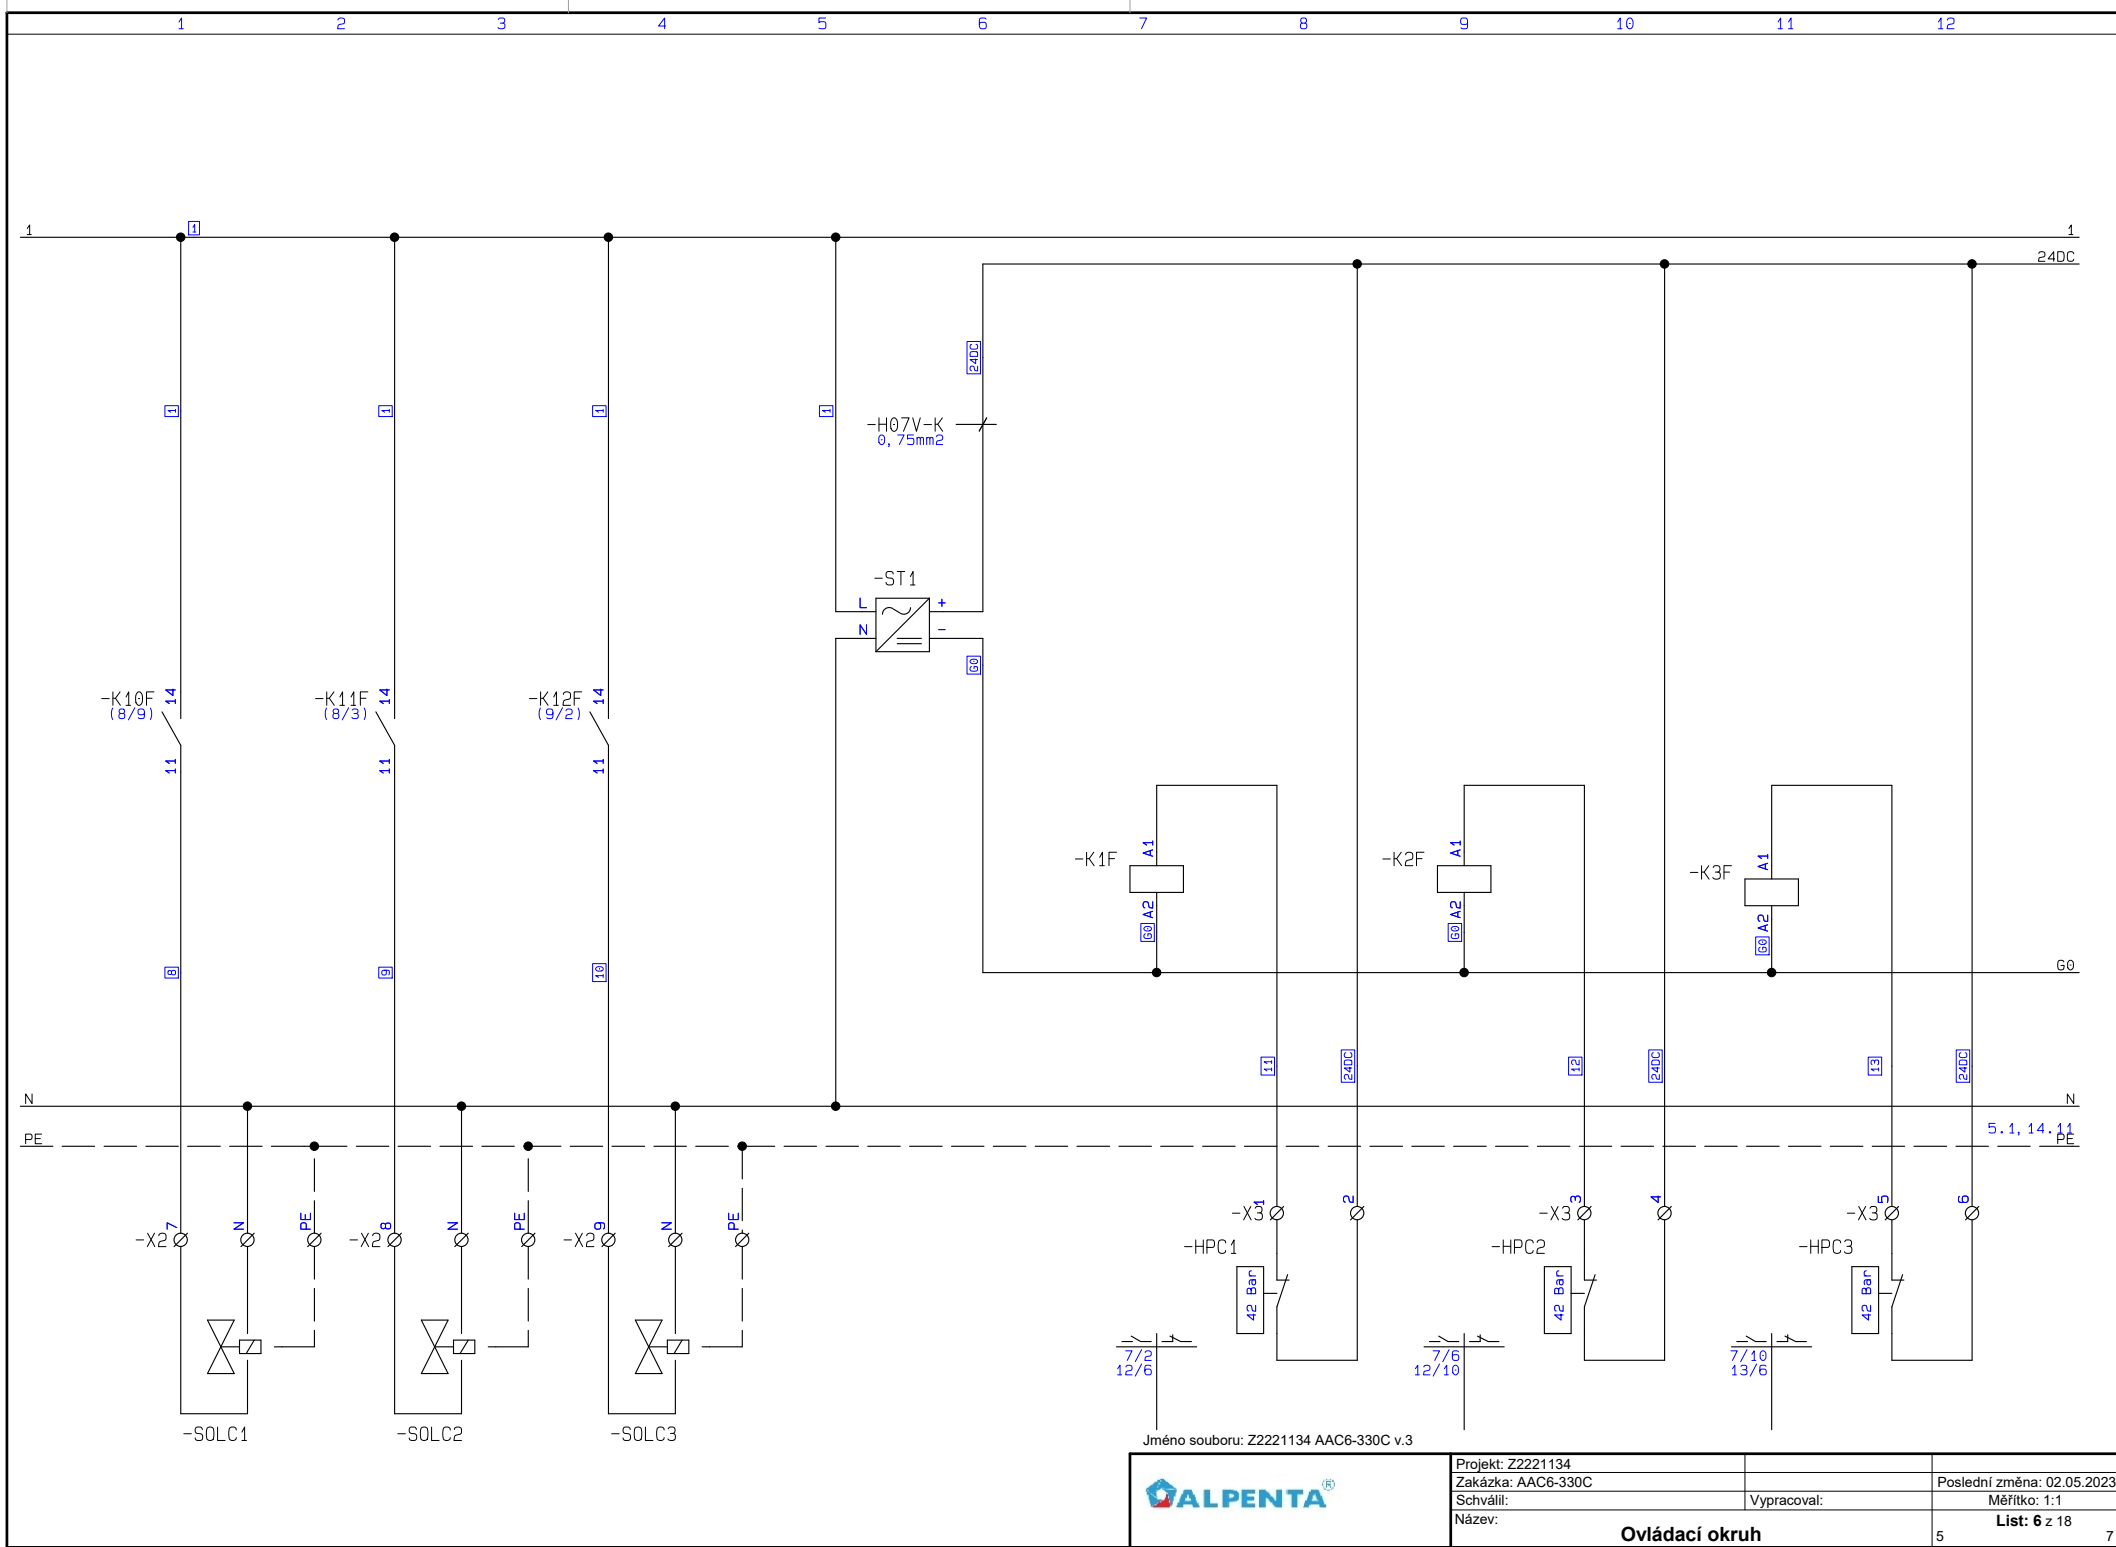 1 2 3 4 5 6 7 8 9 10 11 12
1 1 1
24DC
24DC
1 1 1 1
-H07V-K
0,75mm2
-ST1
L +
N -
G0
-K10F 14 -K11F 14 -K12F 14
(8/9) (8/3) (9/2)
11 11 11
-K1F A1 -K2F A1 -K3F A1
A2 A2 A2
G0 G0 G0
8 9 10 G0
11 24DC 12 24DC 13 24DC
N N
5.1,14.11
PE PE
-X3 1 2 -X3 3 4 -X3 5 6
-X2 7 N PE -X2 8 N PE -X2 9 N PE
-HPC1 -HPC2 -HPC3
42 Bar 42 Bar 42 Bar
7/2 7/6 7/10
12/6 12/10 13/6
-SOLC1 -SOLC2 -SOLC3
Jméno souboru: Z2221134 AAC6-330C v.3
ALPENTA®
Projekt: Z2221134
Zakázka: AAC6-330C Poslední změna: 02.05.2023
Schválil: Vypracoval: Měřítko: 1:1
Název: List: 6 z 18
Ovládací okruh 5 7